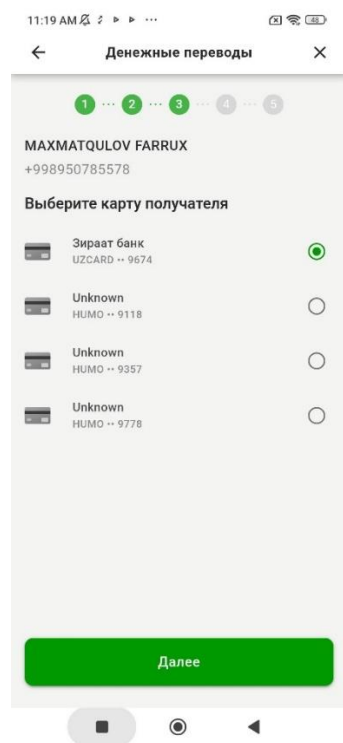 11:19 AM ... 48
Денежные переводы
1 ... 2 ... 3 ... 4 ... 5
MAXMATQULOV FARRUX
+998950785578
Выберите карту получателя
Зираат банк
UZCARD •• 9674
Unknown
HUMO •• 9118
Unknown
HUMO •• 9357
Unknown
HUMO •• 9778
Далее